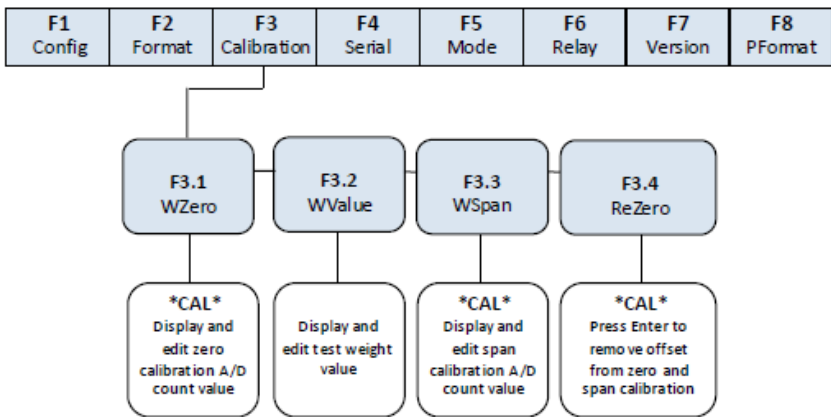 F1 F2 F3 F4 F5 F6 F7 F8
Config Format Calibration Serial Mode Relay Version PFormat
F3.1
WZero
F3.2
WValue
F3.3
WSpan
F3.4
ReZero
*CAL*
Display and
edit zero
calibration A/D
count value
Display and
edit test weight
value
*CAL*
Display and
edit span
calibration A/D
count value
*CAL*
Press Enter to
remove offset
from zero and
span calibration